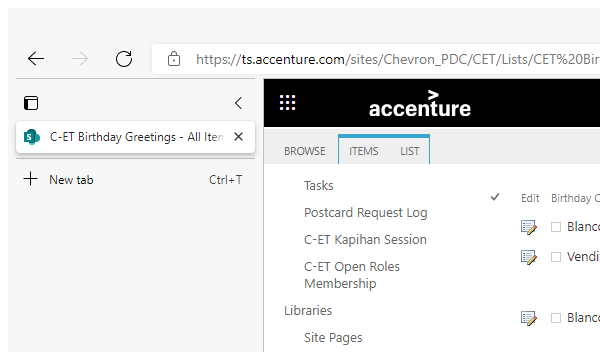 https://ts.accenture.com/sites/Chevron_PDC/CET/Lists/CET%20Bir
C-ET Birthday Greetings - All Item
New tab Ctrl+T
accenture
BROWSE ITEMS LIST
Tasks
Postcard Request Log
C-ET Kapihan Session
C-ET Open Roles
Membership
Libraries
Site Pages
Edit Birthday C
Blanco
Vendi
Blanco